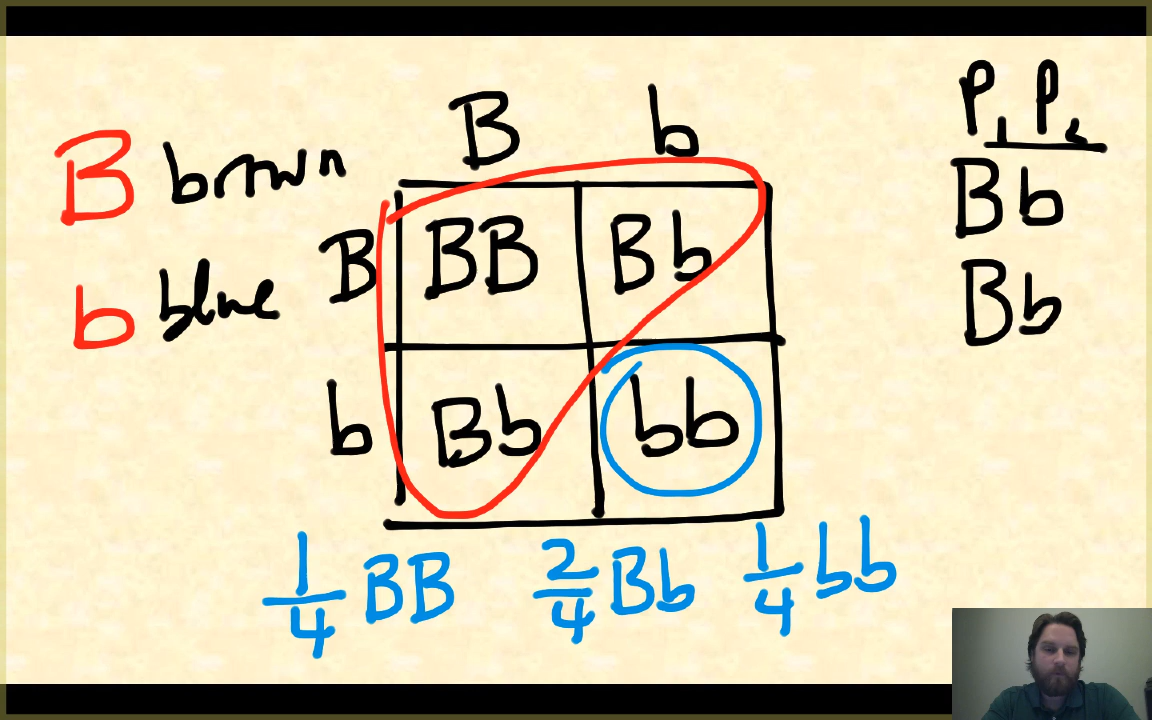 P1 P2
B b
B brown
B BB Bb
Bb
b blue
Bb
b Bb bb
1/4 BB 2/4 Bb 1/4 bb